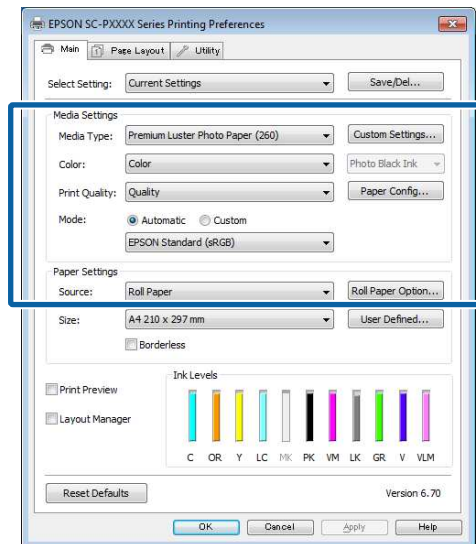 EPSON SC-PXXXX Series Printing Preferences
Main Page Layout Utility
Select Setting: Current Settings Save/Del...
Media Settings
Media Type: Premium Luster Photo Paper (260) Custom Settings...
Color: Color Photo Black Ink
Print Quality: Quality Paper Config...
Mode: Automatic Custom
EPSON Standard (sRGB)
Paper Settings
Source: Roll Paper Roll Paper Option...
Size: A4 210 x 297 mm User Defined...
Borderless
Ink Levels
Print Preview
Layout Manager
C OR Y LC MK PK VM LK GR V VLM
Reset Defaults Version 6.70
OK Cancel Apply Help